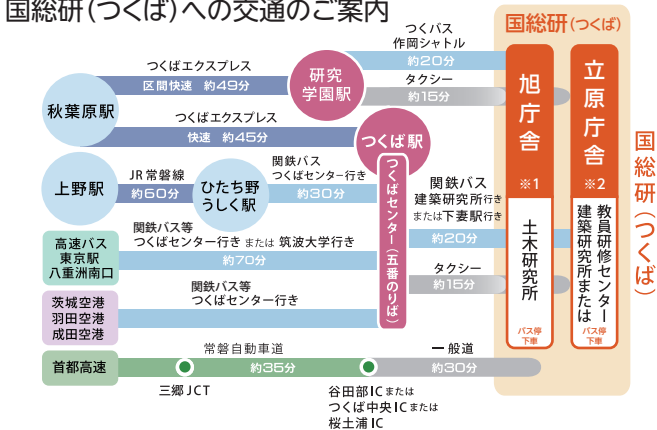 国総研(つくば)への交通のご案内
国総研(つくば)
つくバス
作岡シャトル
約20分
タクシー
約15分
つくばエクスプレス
区間快速 約49分
研究
学園駅
秋葉原駅
つくばエクスプレス
快速 約45分
つくば駅
上野駅
JR常磐線
約60分
ひたち野
うしく駅
関鉄バス
つくばセンター行き
約30分
つくばセンター(五番のりば)
関鉄バス
建築研究所行き
または下妻駅行き
約20分
タクシー
約15分
高速バス
東京駅
八重洲南口
関鉄バス等
つくばセンター行き または 筑波大学行き
約70分
茨城空港
羽田空港
成田空港
関鉄バス等
つくばセンター行き
首都高速
常磐自動車道
約35分
一般道
約30分
三郷JCT
谷田部ICまたは
つくば中央ICまたは
桜土浦IC
旭庁舎
※1
土木研究所
バス停
下車
立原庁舎
※2
教員研修センター
建築研究所または
バス停
下車
国総研(つくば)